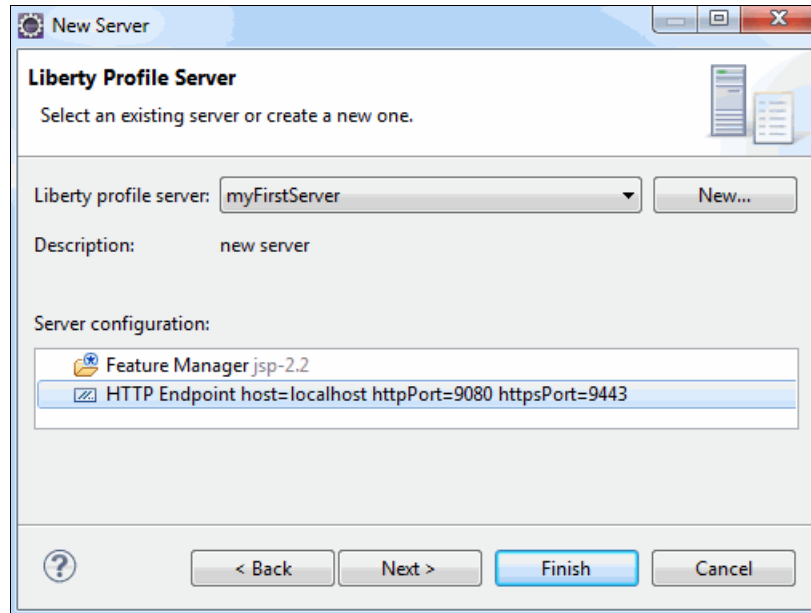 New Server
Liberty Profile Server
Select an existing server or create a new one.
Liberty profile server: myFirstServer New...
Description: new server
Server configuration:
Feature Manager jsp-2.2
HTTP Endpoint host=localhost httpPort=9080 httpsPort=9443
? < Back Next > Finish Cancel